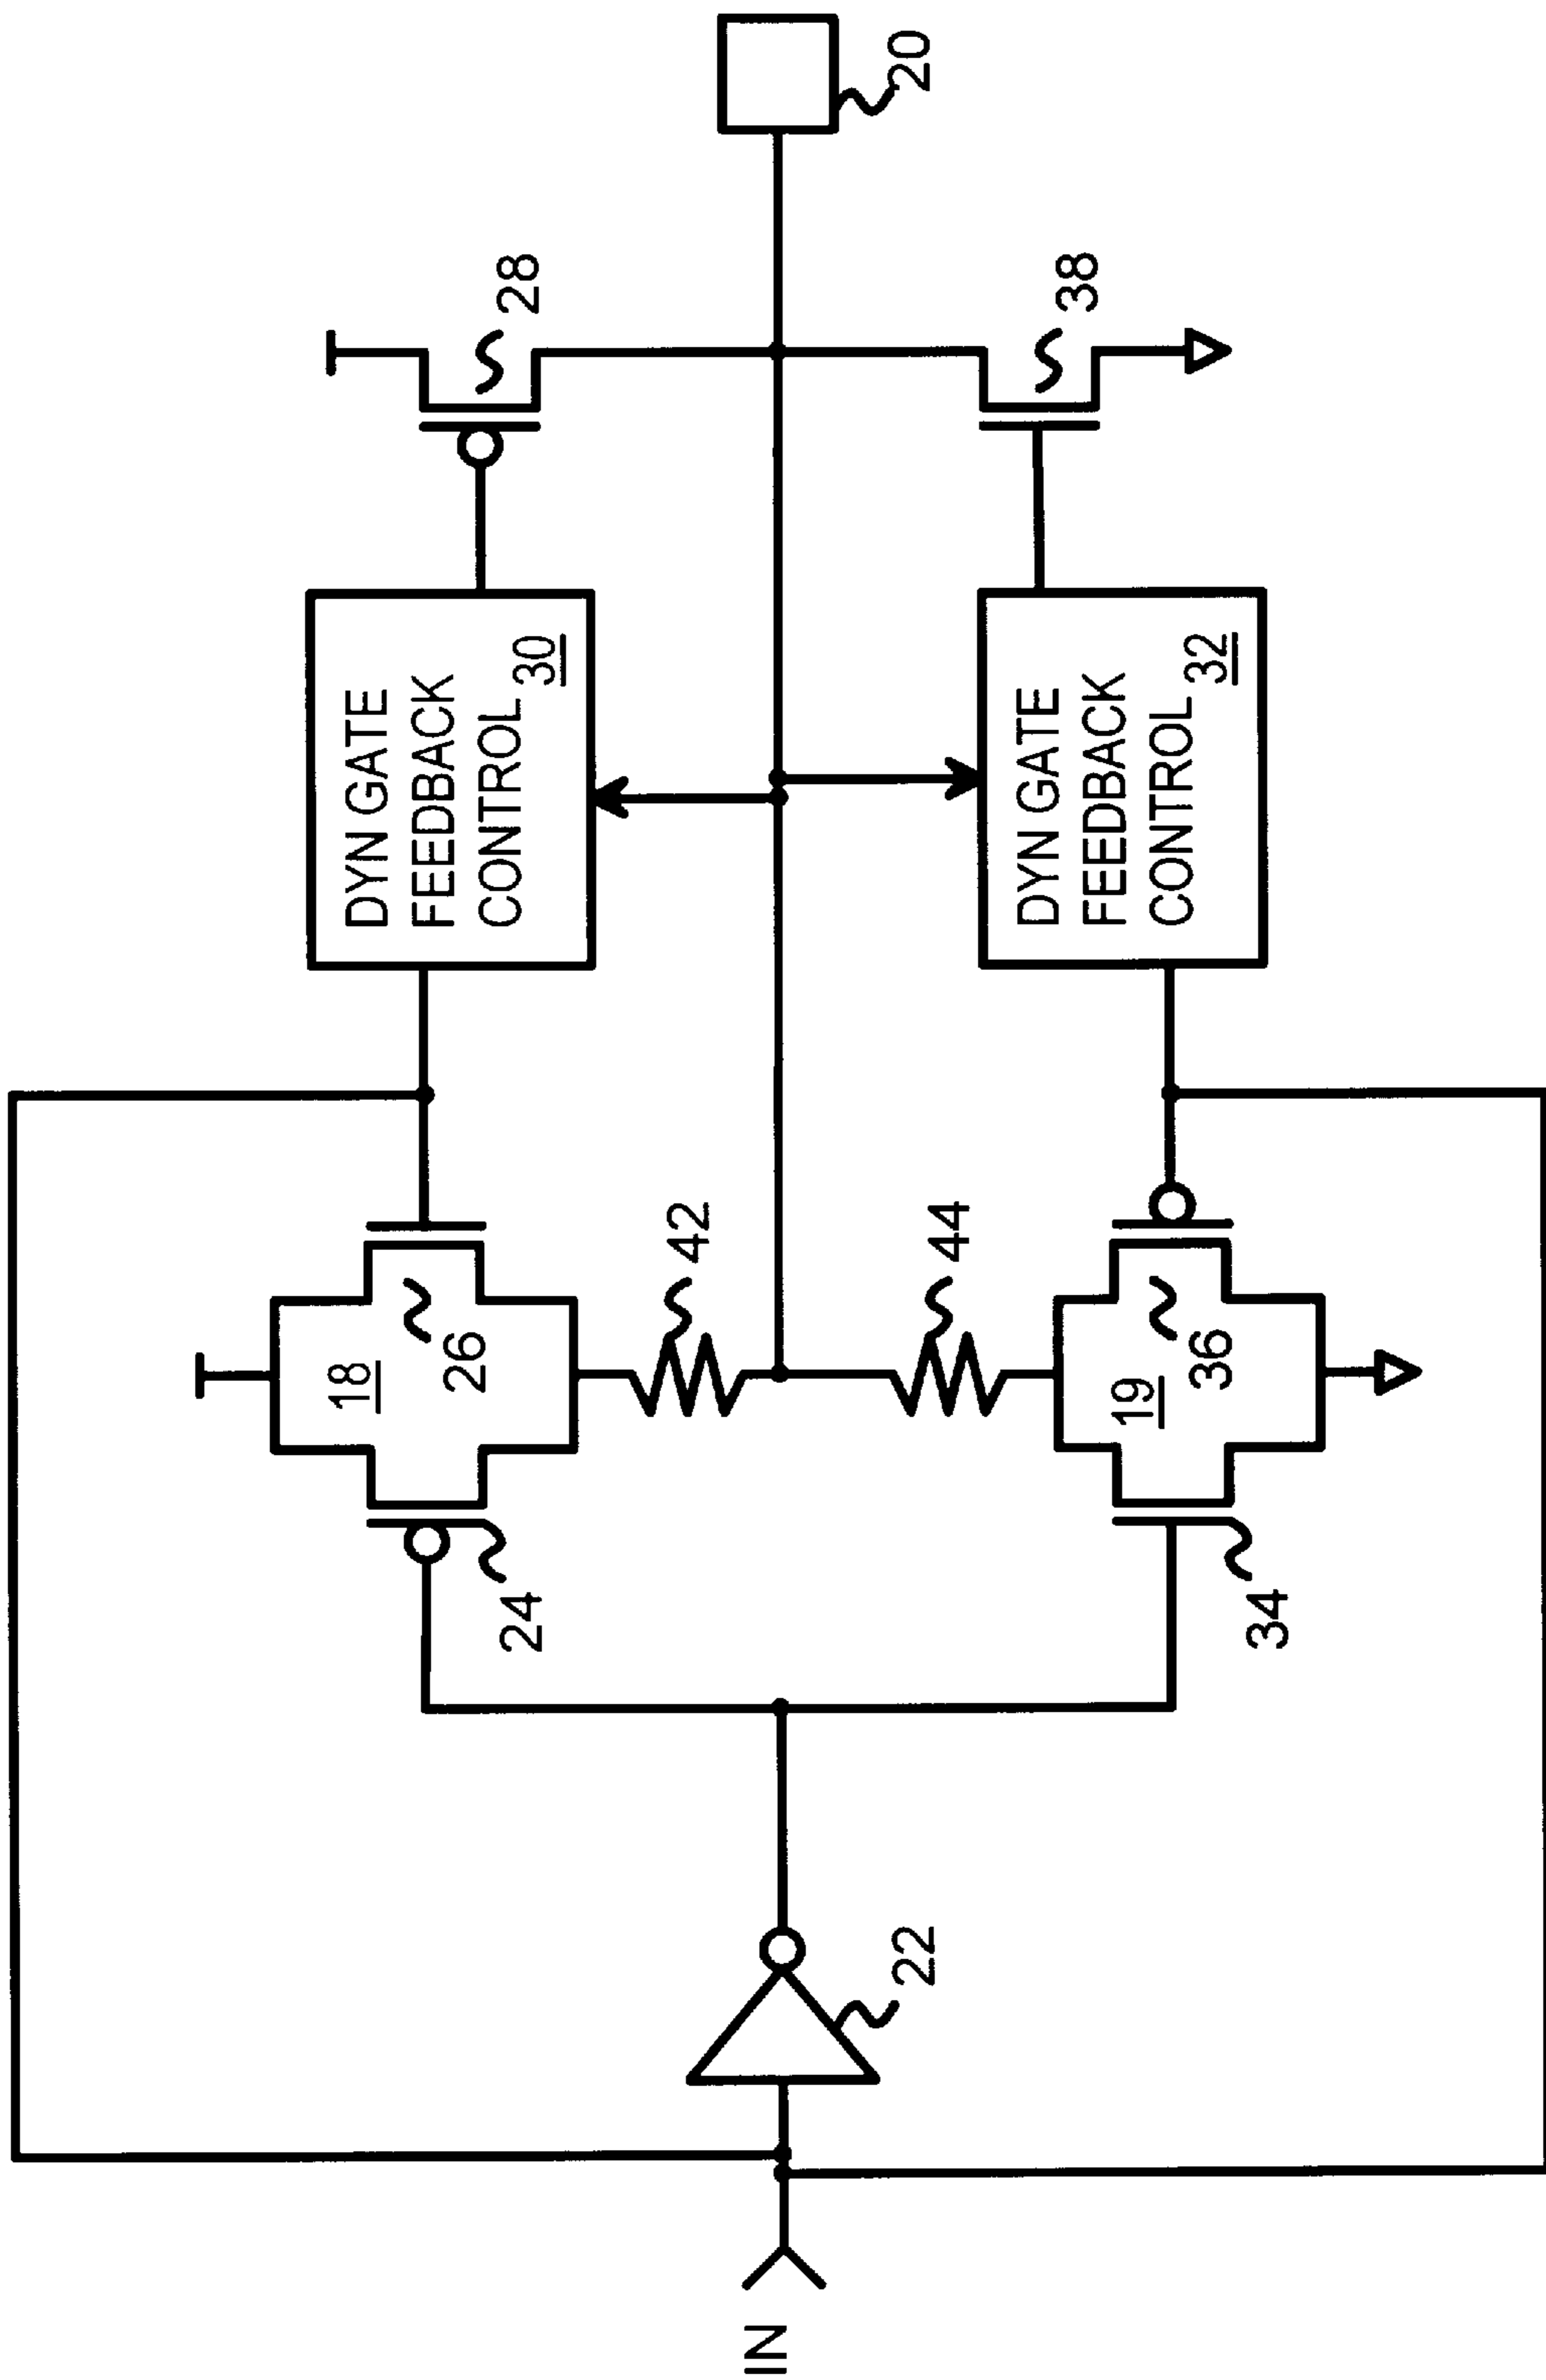 IN
22
24
18
26
42
44
34
19
36
DYN GATE
FEEDBACK
CONTROL 30
DYN GATE
FEEDBACK
CONTROL 32
28
38
20